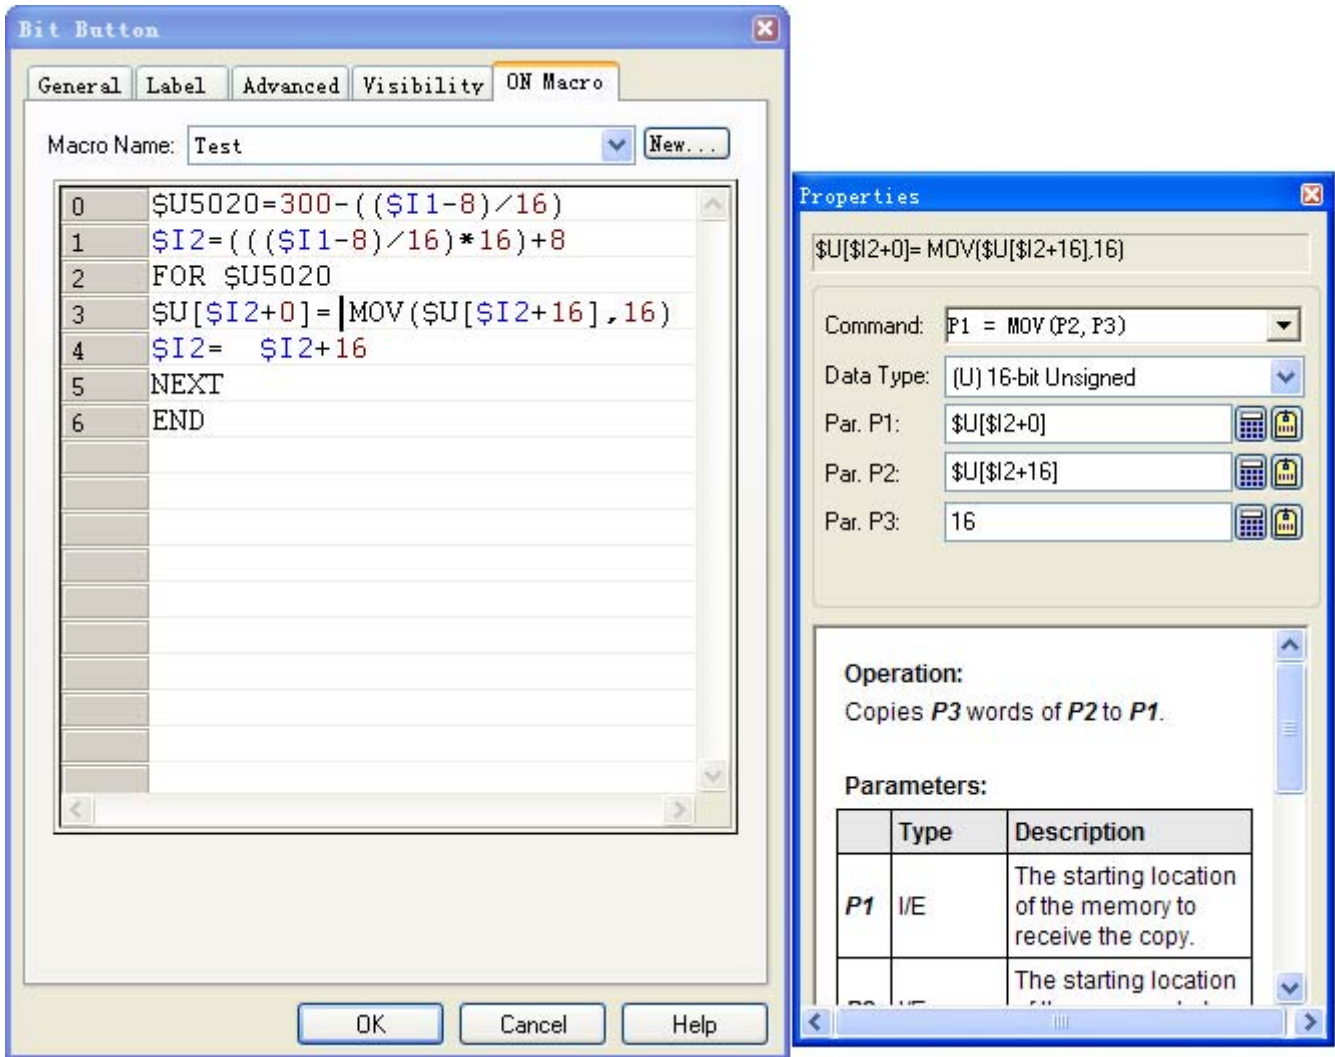 Bit Button
General Label Advanced Visibility ON Macro
Macro Name: Test New...
0 $U5020=300-(($I1-8)/16)
1 $I2=((($I1-8)/16)*16)+8
2 FOR $U5020
3 $U[$I2+0]= MOV($U[$I2+16],16)
4 $I2= $I2+16
5 NEXT
6 END
OK Cancel Help
Properties
$U[$I2+0]= MOV($U[$I2+16],16)
Command: P1 = MOV(P2, P3)
Data Type: (U) 16-bit Unsigned
Par. P1: $U[$I2+0]
Par. P2: $U[$I2+16]
Par. P3: 16
Operation:
Copies P3 words of P2 to P1.
Parameters:
Type Description
P1 I/E The starting location
of the memory to
receive the copy.
The starting location